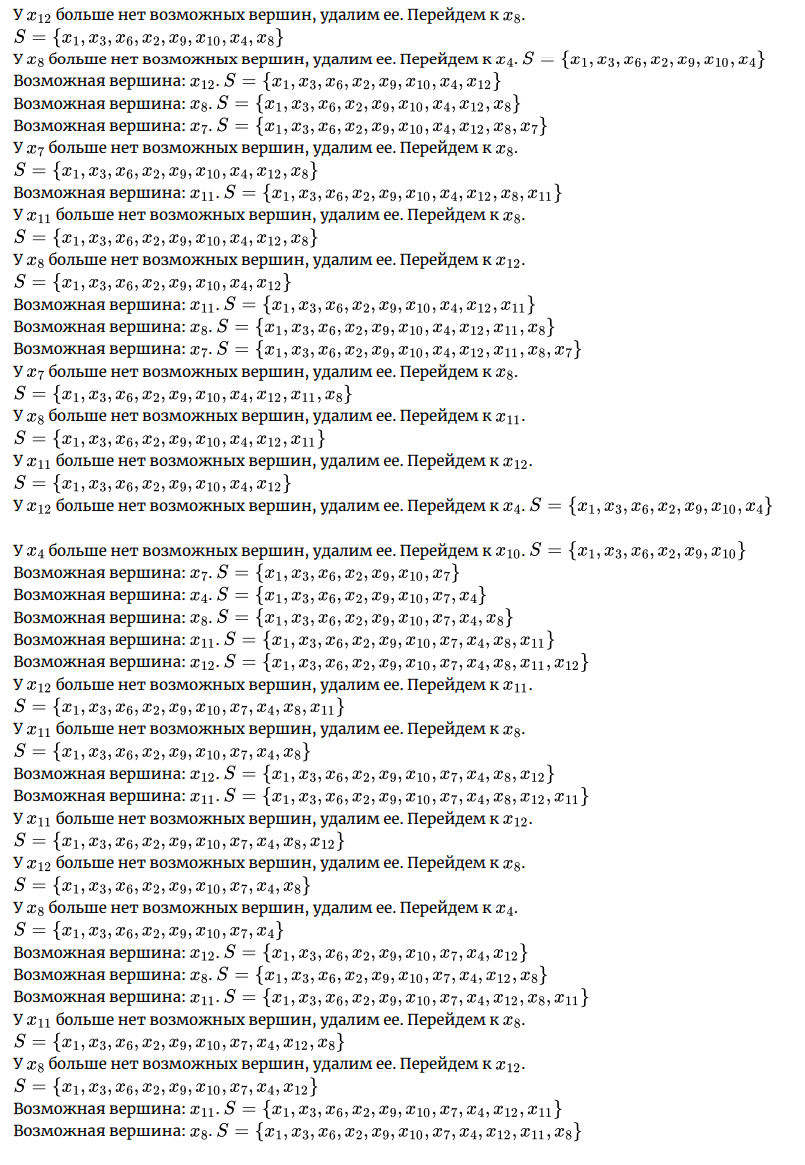 У x₁₂ больше нет возможных вершин, удалим ее. Перейдем к x₈.
S = {x₁, x₃, x₆, x₂, x₉, x₁₀, x₄, x₈}
У x₈ больше нет возможных вершин, удалим ее. Перейдем к x₄. S = {x₁, x₃, x₆, x₂, x₉, x₁₀, x₄}
Возможная вершина: x₁₂. S = {x₁, x₃, x₆, x₂, x₉, x₁₀, x₄, x₁₂}
Возможная вершина: x₈. S = {x₁, x₃, x₆, x₂, x₉, x₁₀, x₄, x₁₂, x₈}
Возможная вершина: x₇. S = {x₁, x₃, x₆, x₂, x₉, x₁₀, x₄, x₁₂, x₈, x₇}
У x₇ больше нет возможных вершин, удалим ее. Перейдем к x₈.
S = {x₁, x₃, x₆, x₂, x₉, x₁₀, x₄, x₁₂, x₈}
Возможная вершина: x₁₁. S = {x₁, x₃, x₆, x₂, x₉, x₁₀, x₄, x₁₂, x₈, x₁₁}
У x₁₁ больше нет возможных вершин, удалим ее. Перейдем к x₈.
S = {x₁, x₃, x₆, x₂, x₉, x₁₀, x₄, x₁₂, x₈}
У x₈ больше нет возможных вершин, удалим ее. Перейдем к x₁₂.
S = {x₁, x₃, x₆, x₂, x₉, x₁₀, x₄, x₁₂}
Возможная вершина: x₁₁. S = {x₁, x₃, x₆, x₂, x₉, x₁₀, x₄, x₁₂, x₁₁}
Возможная вершина: x₈. S = {x₁, x₃, x₆, x₂, x₉, x₁₀, x₄, x₁₂, x₁₁, x₈}
Возможная вершина: x₇. S = {x₁, x₃, x₆, x₂, x₉, x₁₀, x₄, x₁₂, x₁₁, x₈, x₇}
У x₇ больше нет возможных вершин, удалим ее. Перейдем к x₈.
S = {x₁, x₃, x₆, x₂, x₉, x₁₀, x₄, x₁₂, x₁₁, x₈}
У x₈ больше нет возможных вершин, удалим ее. Перейдем к x₁₁.
S = {x₁, x₃, x₆, x₂, x₉, x₁₀, x₄, x₁₂, x₁₁}
У x₁₁ больше нет возможных вершин, удалим ее. Перейдем к x₁₂.
S = {x₁, x₃, x₆, x₂, x₉, x₁₀, x₄, x₁₂}
У x₁₂ больше нет возможных вершин, удалим ее. Перейдем к x₄. S = {x₁, x₃, x₆, x₂, x₉, x₁₀, x₄}
У x₄ больше нет возможных вершин, удалим ее. Перейдем к x₁₀. S = {x₁, x₃, x₆, x₂, x₉, x₁₀}
Возможная вершина: x₇. S = {x₁, x₃, x₆, x₂, x₉, x₁₀, x₇}
Возможная вершина: x₄. S = {x₁, x₃, x₆, x₂, x₉, x₁₀, x₇, x₄}
Возможная вершина: x₈. S = {x₁, x₃, x₆, x₂, x₉, x₁₀, x₇, x₄, x₈}
Возможная вершина: x₁₁. S = {x₁, x₃, x₆, x₂, x₉, x₁₀, x₇, x₄, x₈, x₁₁}
Возможная вершина: x₁₂. S = {x₁, x₃, x₆, x₂, x₉, x₁₀, x₇, x₄, x₈, x₁₁, x₁₂}
У x₁₂ больше нет возможных вершин, удалим ее. Перейдем к x₁₁.
S = {x₁, x₃, x₆, x₂, x₉, x₁₀, x₇, x₄, x₈, x₁₁}
У x₁₁ больше нет возможных вершин, удалим ее. Перейдем к x₈.
S = {x₁, x₃, x₆, x₂, x₉, x₁₀, x₇, x₄, x₈}
Возможная вершина: x₁₂. S = {x₁, x₃, x₆, x₂, x₉, x₁₀, x₇, x₄, x₈, x₁₂}
Возможная вершина: x₁₁. S = {x₁, x₃, x₆, x₂, x₉, x₁₀, x₇, x₄, x₈, x₁₂, x₁₁}
У x₁₁ больше нет возможных вершин, удалим ее. Перейдем к x₁₂.
S = {x₁, x₃, x₆, x₂, x₉, x₁₀, x₇, x₄, x₈, x₁₂}
У x₁₂ больше нет возможных вершин, удалим ее. Перейдем к x₈.
S = {x₁, x₃, x₆, x₂, x₉, x₁₀, x₇, x₄, x₈}
У x₈ больше нет возможных вершин, удалим ее. Перейдем к x₄.
S = {x₁, x₃, x₆, x₂, x₉, x₁₀, x₇, x₄}
Возможная вершина: x₁₂. S = {x₁, x₃, x₆, x₂, x₉, x₁₀, x₇, x₄, x₁₂}
Возможная вершина: x₈. S = {x₁, x₃, x₆, x₂, x₉, x₁₀, x₇, x₄, x₁₂, x₈}
Возможная вершина: x₁₁. S = {x₁, x₃, x₆, x₂, x₉, x₁₀, x₇, x₄, x₁₂, x₈, x₁₁}
У x₁₁ больше нет возможных вершин, удалим ее. Перейдем к x₈.
S = {x₁, x₃, x₆, x₂, x₉, x₁₀, x₇, x₄, x₁₂, x₈}
У x₈ больше нет возможных вершин, удалим ее. Перейдем к x₁₂.
S = {x₁, x₃, x₆, x₂, x₉, x₁₀, x₇, x₄, x₁₂}
Возможная вершина: x₁₁. S = {x₁, x₃, x₆, x₂, x₉, x₁₀, x₇, x₄, x₁₂, x₁₁}
Возможная вершина: x₈. S = {x₁, x₃, x₆, x₂, x₉, x₁₀, x₇, x₄, x₁₂, x₁₁, x₈}